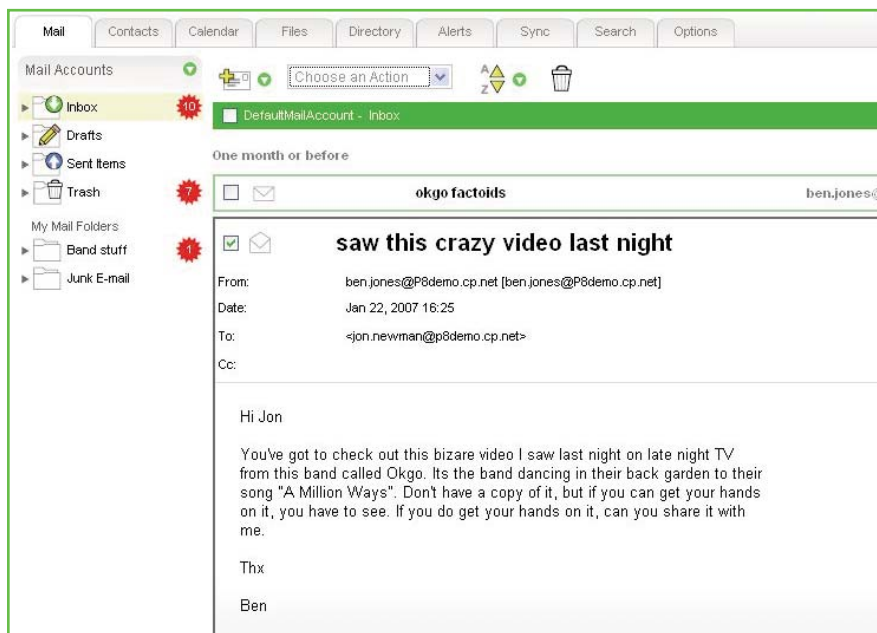 Mail Contacts Calendar Files Directory Alerts Sync Search Options
Mail Accounts
Choose an Action
A
Z
Inbox 10
DefaultMailAccount - Inbox
Drafts
Sent Items
One month or before
Trash 7
okgo factoids ben.jones@
My Mail Folders
Band stuff 1
Junk E-mail
saw this crazy video last night
From: ben.jones@P8demo.cp.net [ben.jones@P8demo.cp.net]
Date: Jan 22, 2007 16:25
To: <jon.newman@p8demo.cp.net>
Cc:
Hi Jon
You've got to check out this bizare video I saw last night on late night TV
from this band called Okgo. Its the band dancing in their back garden to their
song "A Million Ways". Don't have a copy of it, but if you can get your hands
on it, you have to see. If you do get your hands on it, can you share it with
me.
Thx
Ben